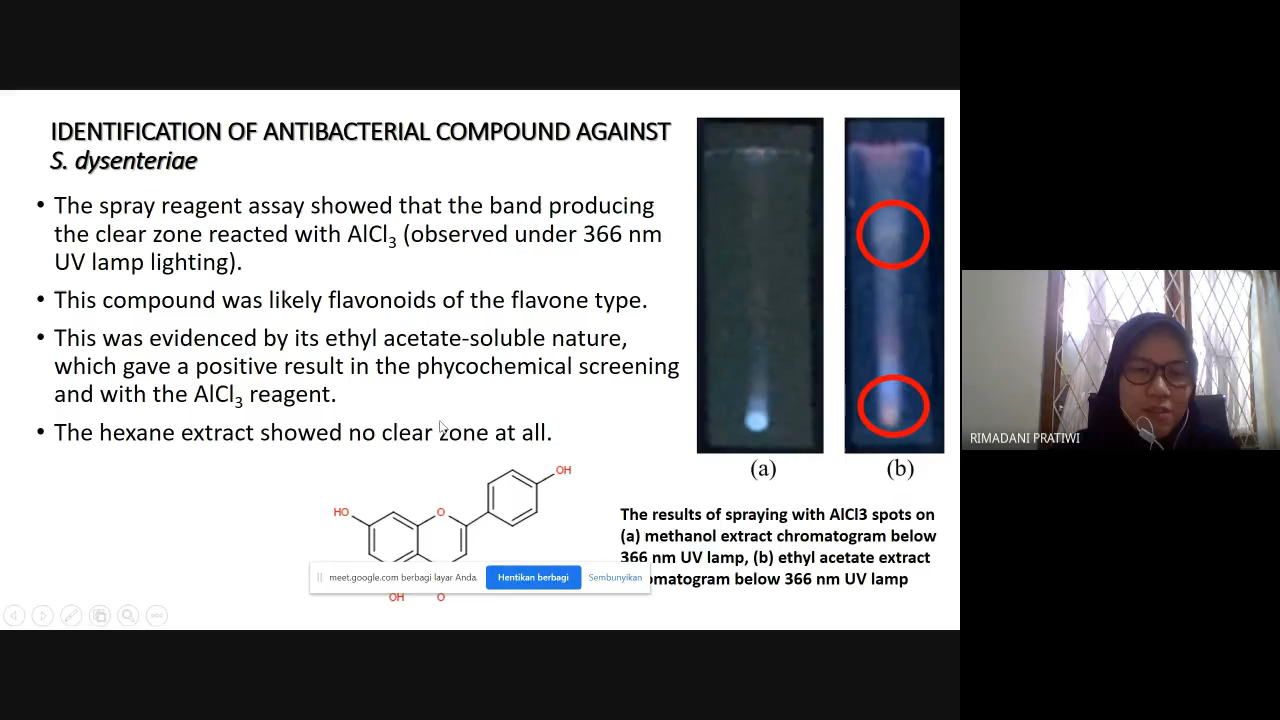 IDENTIFICATION OF ANTIBACTERIAL COMPOUND AGAINST
S. dysenteriae
• The spray reagent assay showed that the band producing
the clear zone reacted with AlCl3 (observed under 366 nm
UV lamp lighting).
• This compound was likely flavonoids of the flavone type.
• This was evidenced by its ethyl acetate-soluble nature,
which gave a positive result in the phycochemical screening
and with the AlCl3 reagent.
• The hexane extract showed no clear zone at all.
(a)
(b)
OH
HO
O
OH
O
The results of spraying with AlCl3 spots on
(a) methanol extract chromatogram below
366 nm UV lamp, (b) ethyl acetate extract
omatogram below 366 nm UV lamp
meet.google.com berbagi layar Anda.
Hentikan berbagi
Sembunyikan
RIMADANI PRATIWI